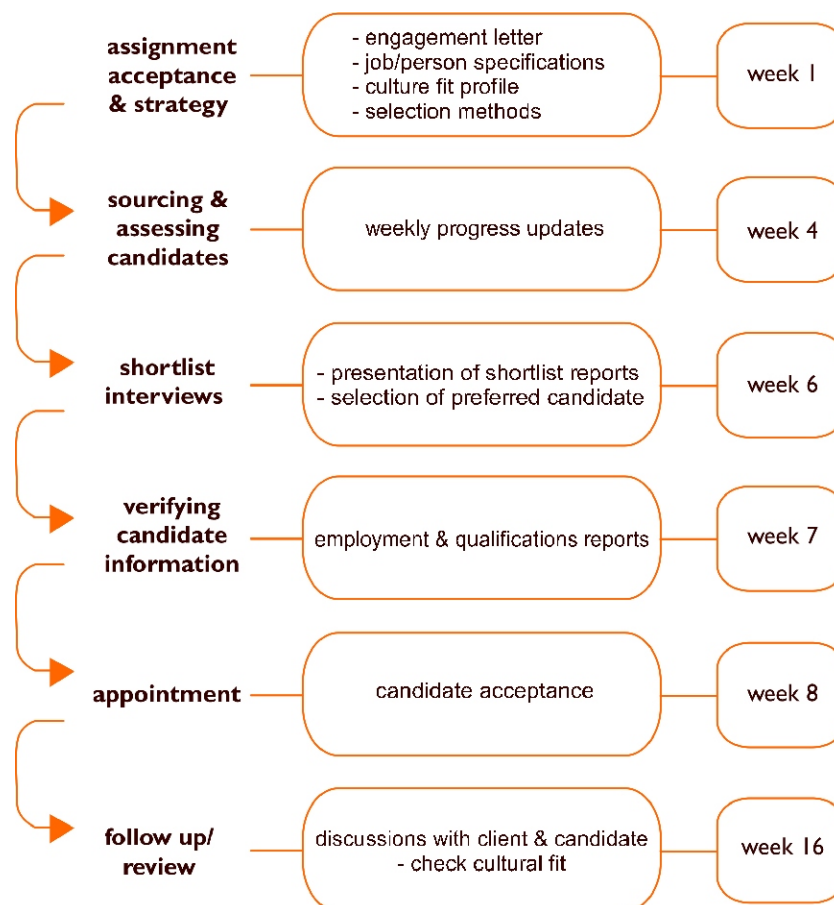 assignment
acceptance
& strategy
- engagement letter
- job/person specifications
- culture fit profile
- selection methods
week 1
sourcing &
assessing
candidates
weekly progress updates
week 4
shortlist
interviews
- presentation of shortlist reports
- selection of preferred candidate
week 6
verifying
candidate
information
employment & qualifications reports
week 7
appointment
candidate acceptance
week 8
follow up/
review
discussions with client & candidate
- check cultural fit
week 16